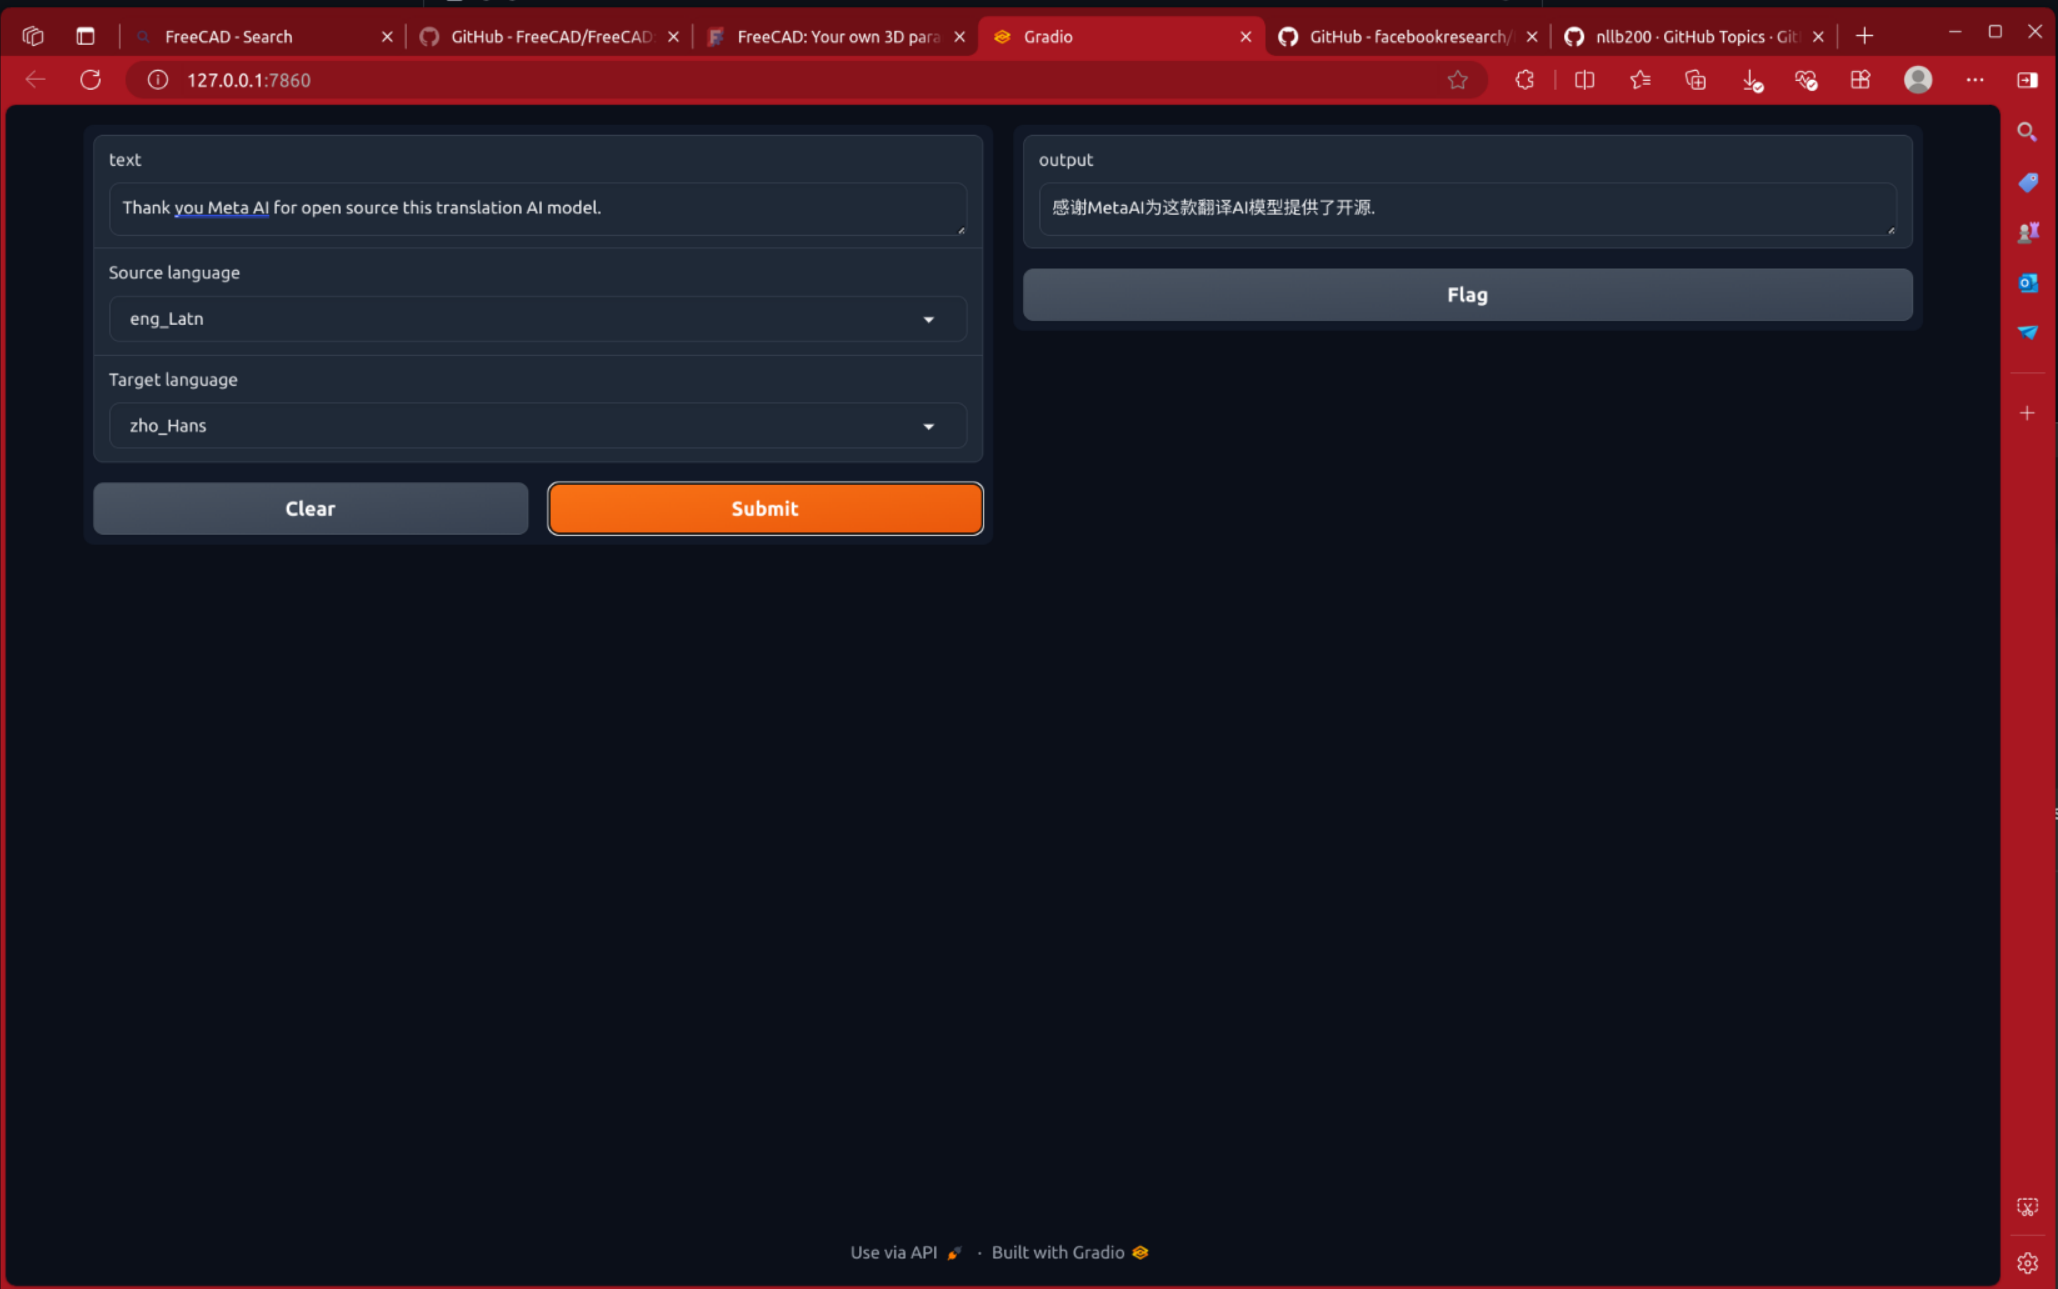 FreeCAD - Search
GitHub - FreeCAD/FreeCAD:
FreeCAD: Your own 3D para
Gradio
GitHub - facebookresearch/
nllb200 · GitHub Topics · Git
127.0.0.1:7860
text
Thank you Meta AI for open source this translation AI model.
Source language
eng_Latn
Target language
zho_Hans
Clear
Submit
output
感谢MetaAI为这款翻译AI模型提供了开源.
Flag
Use via API · Built with Gradio